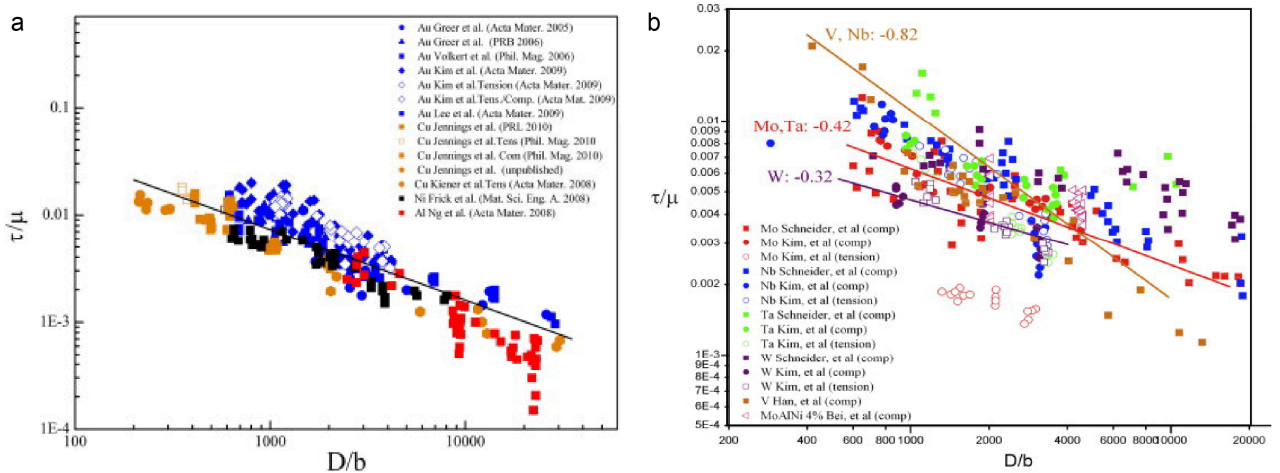 a
τ/μ
0.1
0.01
1E-3
1E-4
100
1000
10000
D/b
Au Greer et al. (Acta Mater. 2005)
Au Greer et al. (PRB 2006)
Au Volkert et al. (Phil. Mag. 2006)
Au Kim et al. (Acta Mater. 2009)
Au Kim et al.Tension (Acta Mater. 2009)
Au Kim et al.Tens./Comp. (Acta Mat. 2009)
Au Lee et al. (Acta Mater. 2009)
Cu Jennings et al. (PRL 2010)
Cu Jennings et al.Tens (Phil. Mag. 2010
Cu Jennings et al. Com (Phil. Mag. 2010)
Cu Jennings et al. (unpublished)
Cu Kiener et al.Tens (Acta Mater. 2008)
Ni Frick et al. (Mat. Sci. Eng. A. 2008)
Al Ng et al. (Acta Mater. 2008)
b
τ/μ
0.03
0.02
0.01
0.009
0.008
0.007
0.006
0.005
0.004
0.003
0.002
1E-3
9E-4
8E-4
7E-4
6E-4
5E-4
200
400
600
800
1000
2000
4000
6000
8000
10000
20000
D/b
V, Nb: -0.82
Mo,Ta: -0.42
W: -0.32
Mo Schneider, et al (comp)
Mo Kim, et al (comp)
Mo Kim, et al (tension)
Nb Schneider, et al (comp)
Nb Kim, et al (comp)
Nb Kim, et al (tension)
Ta Schneider, et al (comp)
Ta Kim, et al (comp)
Ta Kim, et al (tension)
W Schneider, et al (comp)
W Kim, et al (comp)
W Kim, et al (tension)
V Han, et al (comp)
MoAlNi 4% Bei, et al (comp)